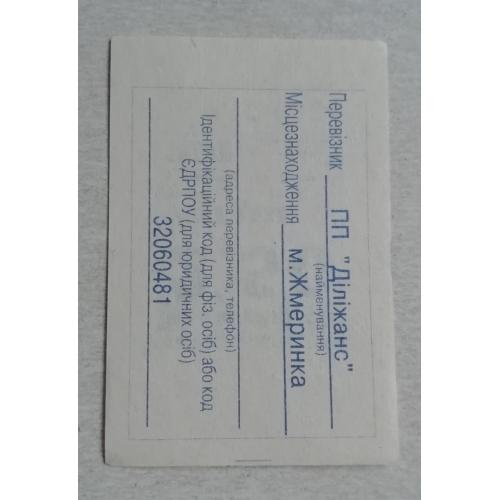 Перевізник ПП "Діліжанс"
(найменування)
Місцезнаходження м.Жмеринка
(адреса перевізника, телефон)
Ідентифікаційний код (для фіз. осіб) або код
ЄДРПОУ (для юридичних осіб)
32060481